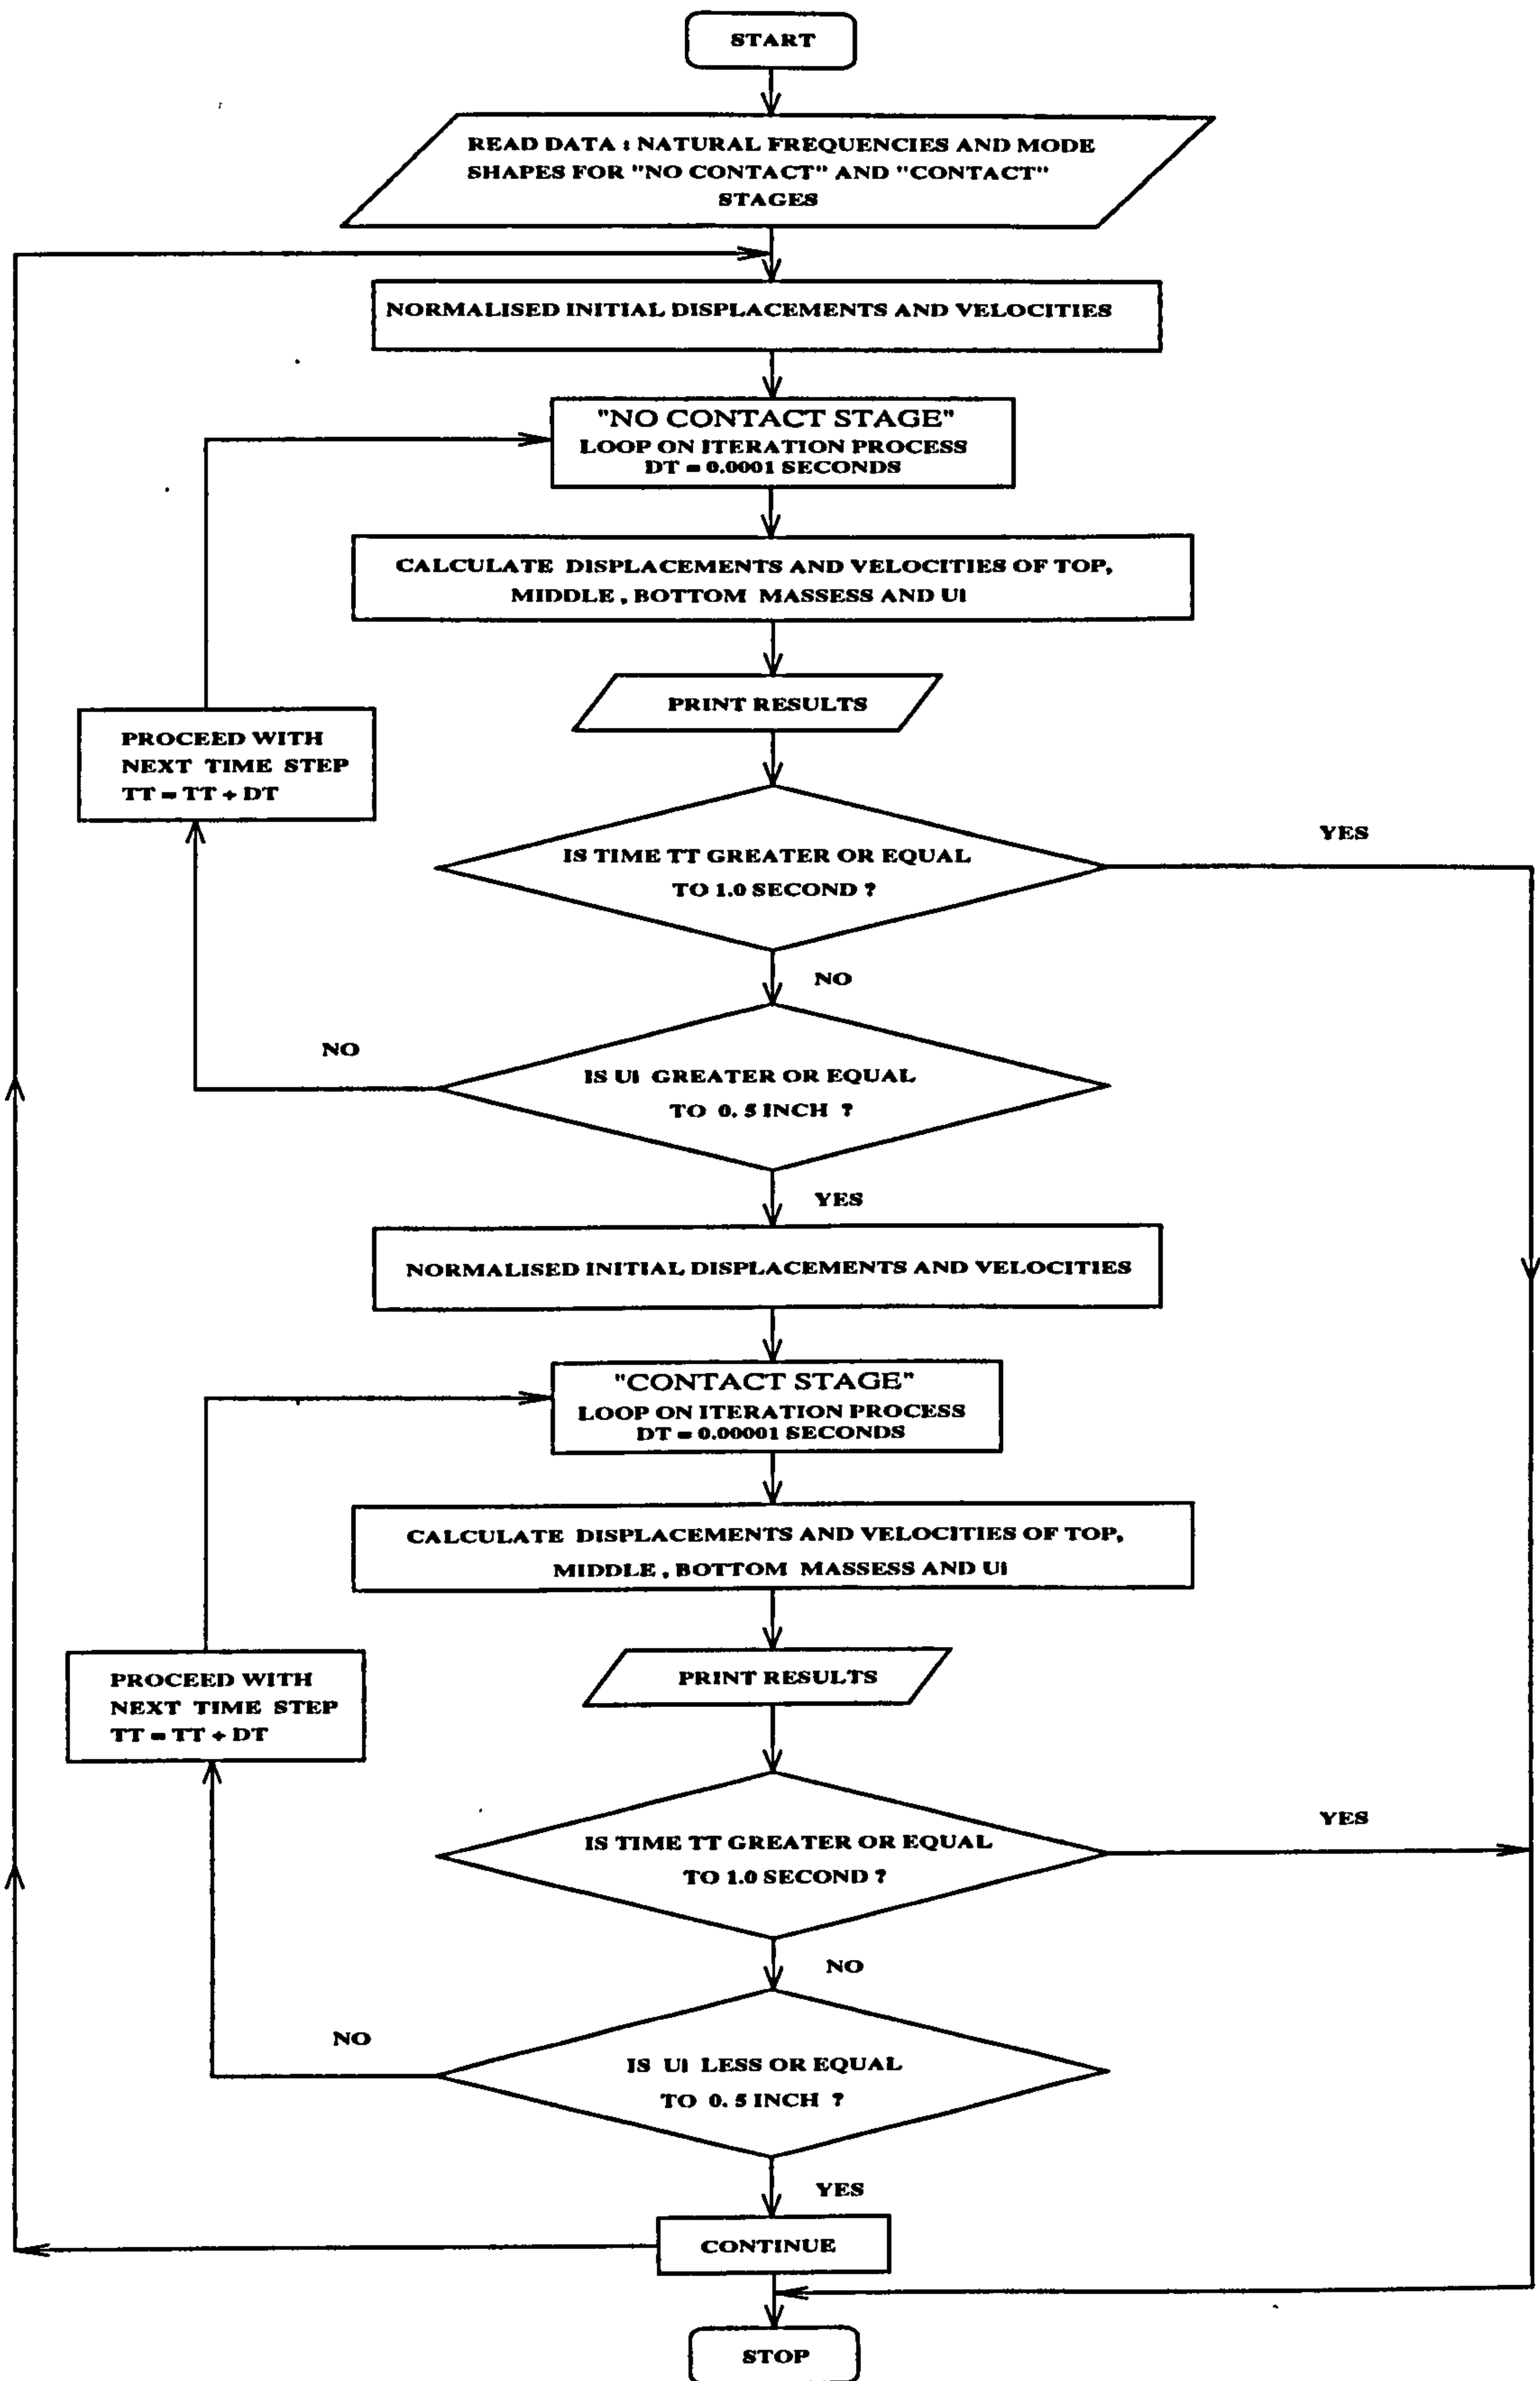 START
READ DATA : NATURAL FREQUENCIES AND MODE
SHAPES FOR "NO CONTACT" AND "CONTACT"
STAGES
NORMALISED INITIAL DISPLACEMENTS AND VELOCITIES
"NO CONTACT STAGE"
LOOP ON ITERATION PROCESS
DT = 0.0001 SECONDS
CALCULATE DISPLACEMENTS AND VELOCITIES OF TOP,
MIDDLE , BOTTOM MASSESS AND UI
PRINT RESULTS
PROCEED WITH
NEXT TIME STEP
TT = TT + DT
IS TIME TT GREATER OR EQUAL
TO 1.0 SECOND ?
YES
NO
IS UI GREATER OR EQUAL
TO 0. 5 INCH ?
NO
YES
NORMALISED INITIAL DISPLACEMENTS AND VELOCITIES
"CONTACT STAGE"
LOOP ON ITERATION PROCESS
DT = 0.00001 SECONDS
CALCULATE DISPLACEMENTS AND VELOCITIES OF TOP,
MIDDLE , BOTTOM MASSESS AND UI
PRINT RESULTS
PROCEED WITH
NEXT TIME STEP
TT = TT + DT
IS TIME TT GREATER OR EQUAL
TO 1.0 SECOND ?
YES
NO
IS UI LESS OR EQUAL
TO 0. 5 INCH ?
NO
YES
CONTINUE
STOP